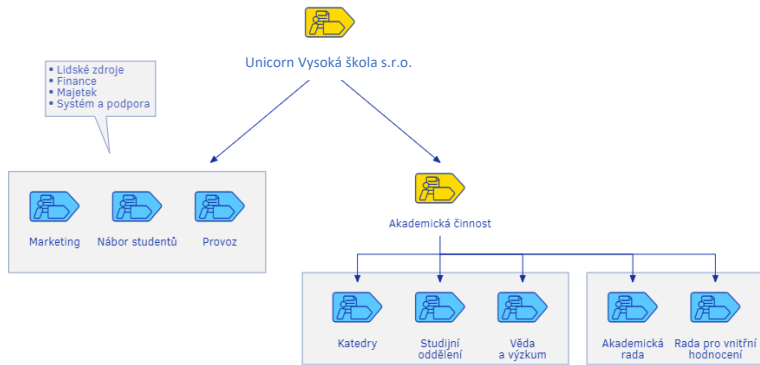 Unicorn Vysoká škola s.r.o.
• Lidské zdroje
• Finance
• Majetek
• Systém a podpora
Marketing
Nábor studentů
Provoz
Akademická činnost
Katedry
Studijní
oddělení
Věda
a výzkum
Akademická
rada
Rada pro vnitřní
hodnocení